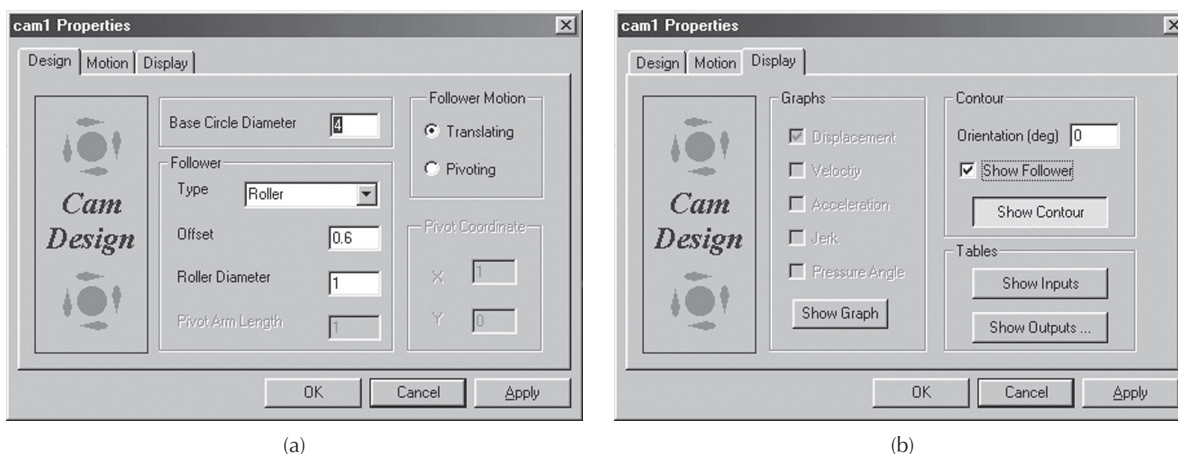 cam1 Properties
Design Motion Display
Cam
Design
Base Circle Diameter 4
Follower
Type Roller
Offset 0.6
Roller Diameter 1
Pivot Arm Length 1
Follower Motion
Translating
Pivoting
Pivot Coordinate
X 1
Y 0
OK Cancel Apply
(a)
cam1 Properties
Design Motion Display
Cam
Design
Graphs
Displacement
Veloctiy
Acceleration
Jerk
Pressure Angle
Show Graph
Contour
Orientation (deg) 0
Show Follower
Show Contour
Tables
Show Inputs
Show Outputs ...
OK Cancel Apply
(b)